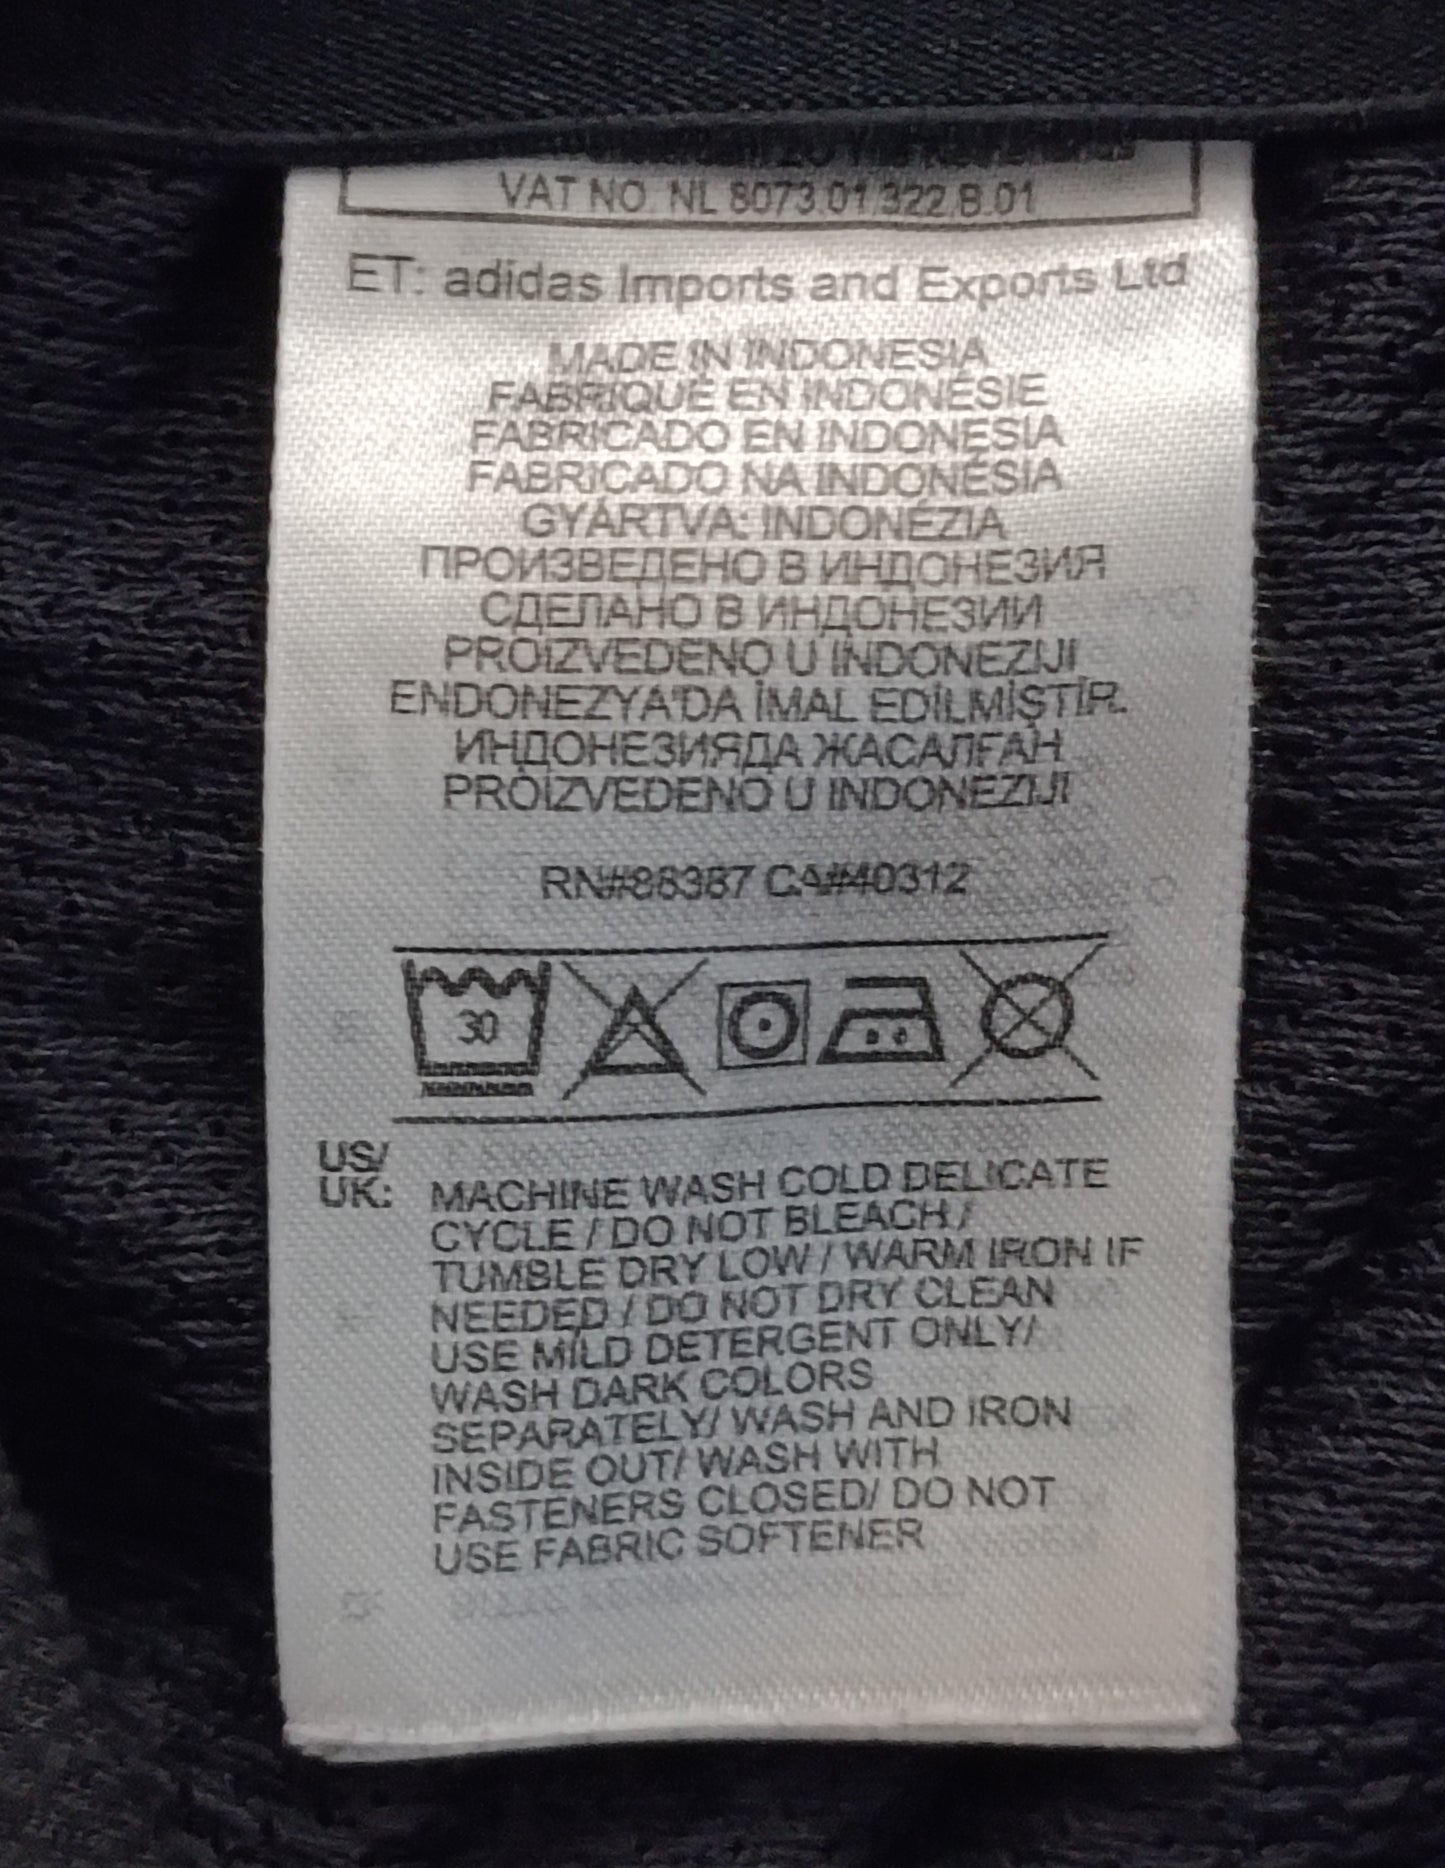 VAT NO. NL 8073.01.322.B.01
ET: adidas Imports and Exports Ltd
MADE IN INDONESIA
FABRIQUÉ EN INDONÉSIE
FABRICADO EN INDONESIA
FABRICADO NA INDONÉSIA
GYÁRTVA: INDONÉZIA
ПРОИЗВЕДЕНО В ИНДОНЕЗИЯ
СДЕЛАНО В ИНДОНЕЗИИ
PROIZVEDENO U INDONEZIJI
ENDONEZYA'DA İMAL EDİLMİŞTİR.
ИНДОНЕЗИЯДА ЖАСАЛҒАН
PROIZVEDENO U INDONEZIJI
RN#88387 CA#40312
30
US/
UK: MACHINE WASH COLD DELICATE
CYCLE / DO NOT BLEACH /
TUMBLE DRY LOW / WARM IRON IF
NEEDED / DO NOT DRY CLEAN
USE MILD DETERGENT ONLY/
WASH DARK COLORS
SEPARATELY/ WASH AND IRON
INSIDE OUT/ WASH WITH
FASTENERS CLOSED/ DO NOT
USE FABRIC SOFTENER